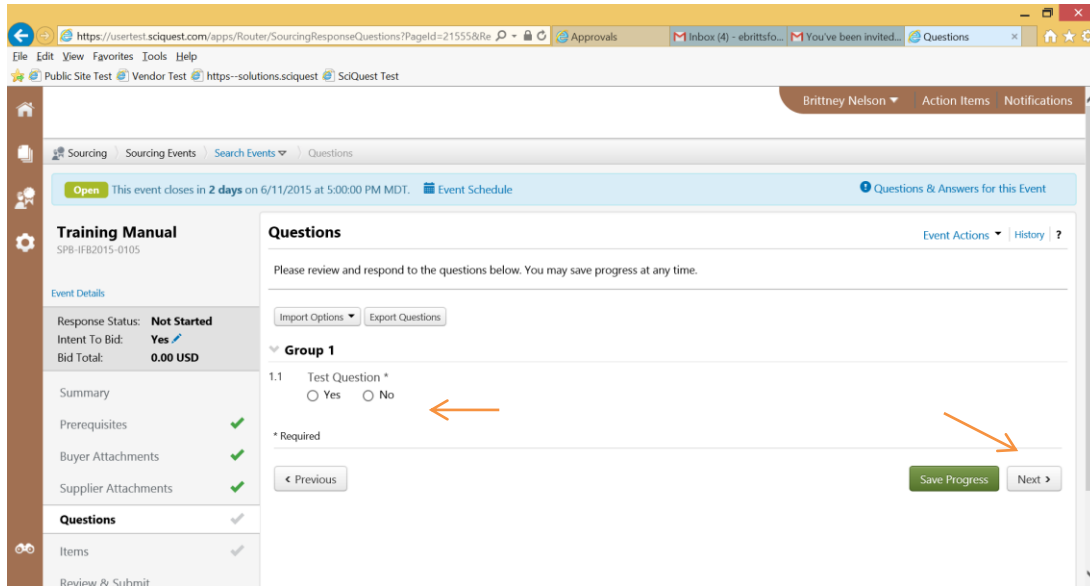 https://usertest.sciquest.com/apps/Router/SourcingResponseQuestions?PageId=21555&Re
Approvals
Inbox (4) - ebrittsfo...
You've been invited...
Questions
File Edit View Favorites Tools Help
Public Site Test Vendor Test https--solutions.sciquest SciQuest Test
Brittney Nelson Action Items Notifications
Sourcing Sourcing Events Search Events Questions
Open This event closes in 2 days on 6/11/2015 at 5:00:00 PM MDT. Event Schedule Questions & Answers for this Event
Training Manual
SPB-IFB2015-0105
Event Details
Response Status: Not Started
Intent To Bid: Yes
Bid Total: 0.00 USD
Summary
Prerequisites
Buyer Attachments
Supplier Attachments
Questions
Items
Review & Submit
Questions
Event Actions History ?
Please review and respond to the questions below. You may save progress at any time.
Import Options Export Questions
Group 1
1.1 Test Question *
Yes No
* Required
Previous Save Progress Next